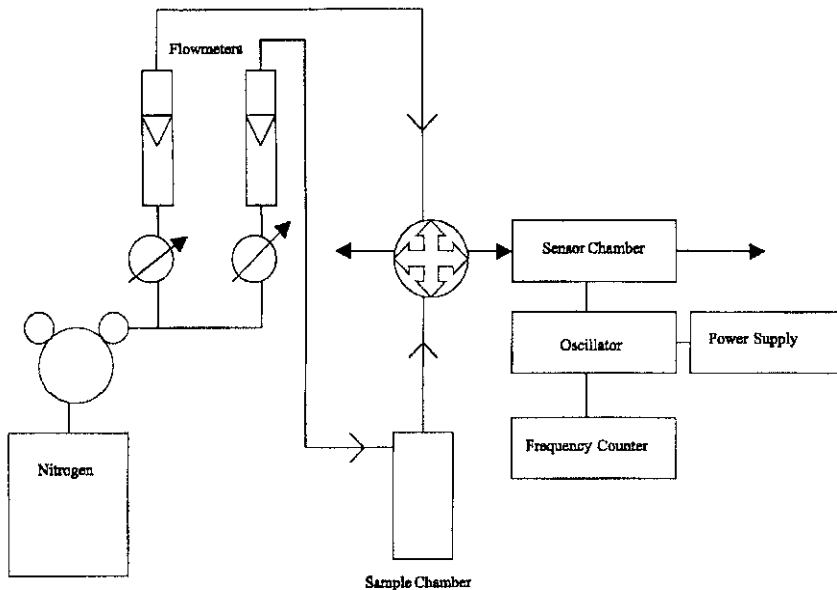 Flowmeters
Sensor Chamber
Oscillator
Power Supply
Frequency Counter
Nitrogen
Sample Chamber